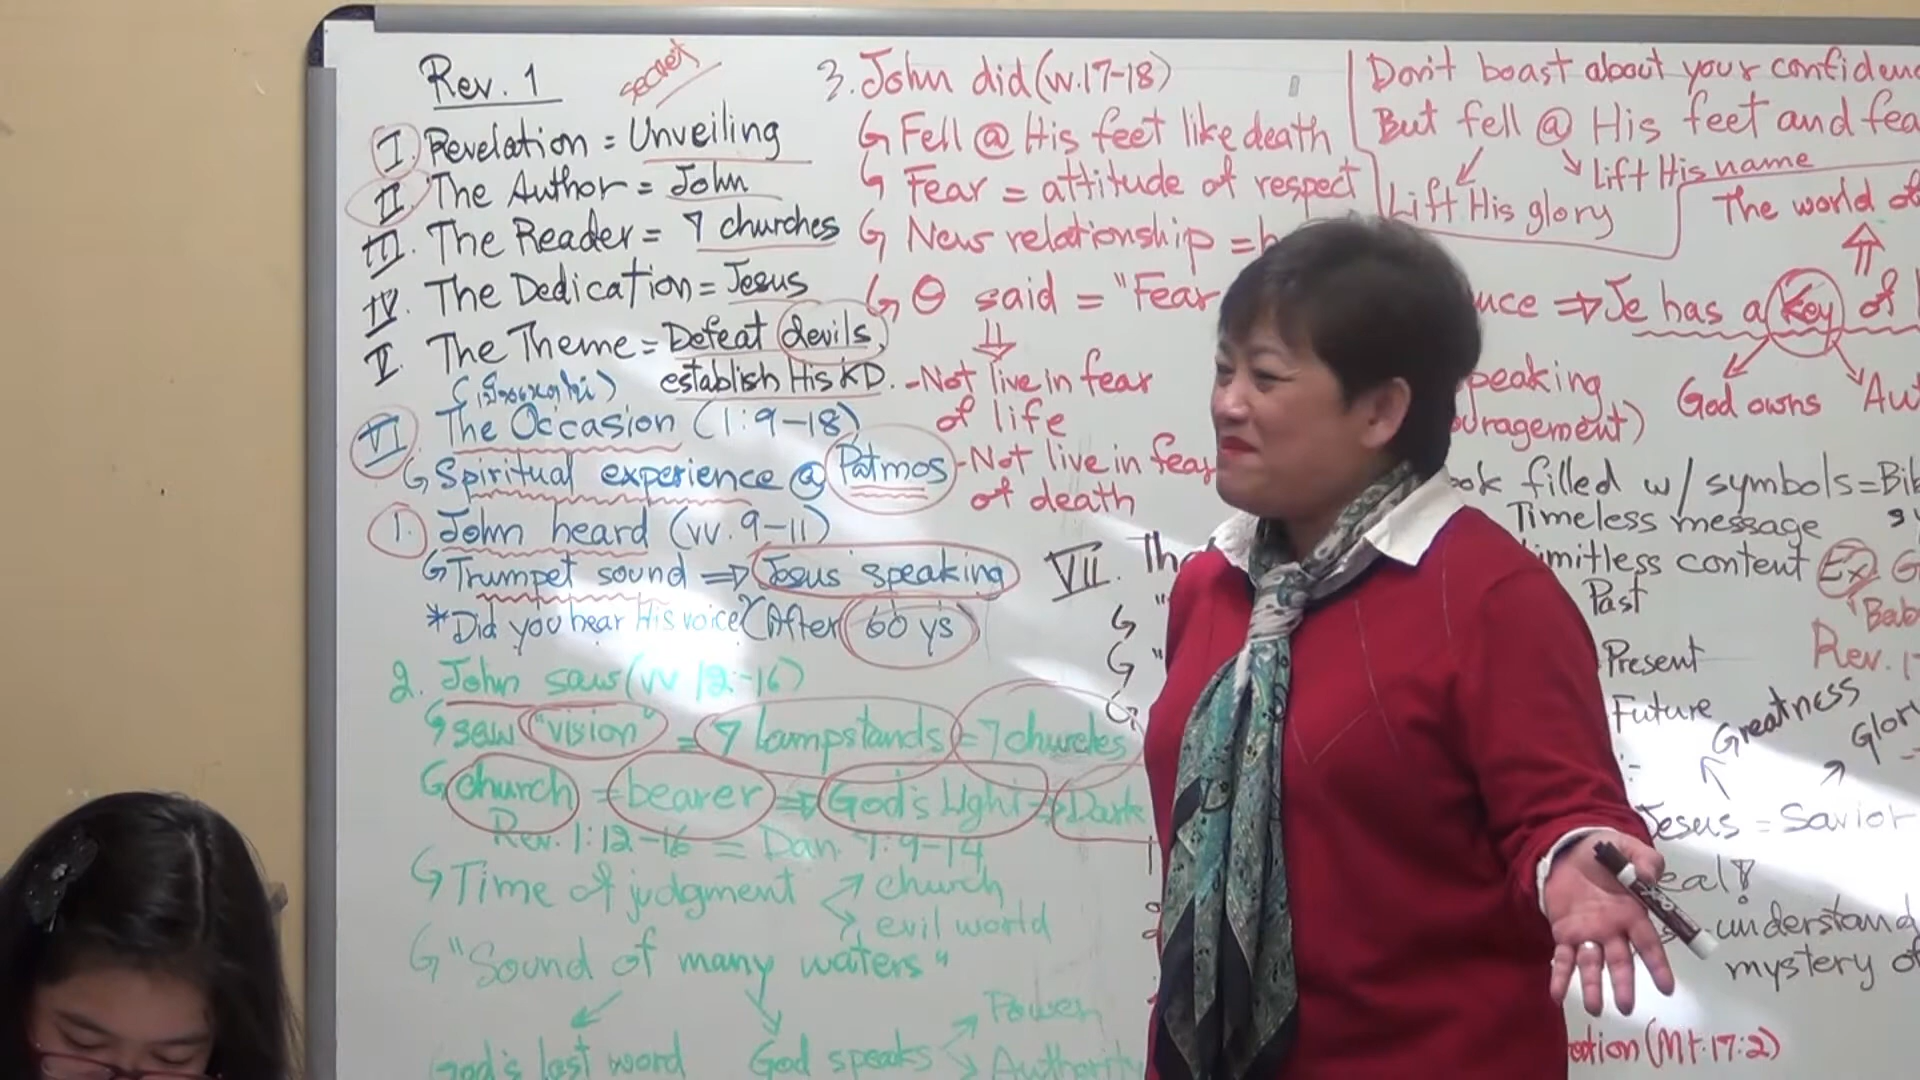 Rev. 1
secret
I. Revelation = Unveiling
II. The Author = John
III. The Reader = 7 churches
IV. The Dedication = Jesus
V. The Theme = Defeat devils,
establish His KD.
VI. The Occasion (1:9-18)
Spiritual experience @ Patmos
1. John heard (vv. 9-11)
Trumpet sound ⇒ Jesus speaking
*Did you hear His voice? (After 60 ys)
2. John saw (vv 12-16)
saw "vision" = 7 lampstands = 7 churches
church = bearer ⇒ God's Light ⇒ Dark
Rev. 1:12-16 = Dan. 7:9-14
Time of judgment
church
evil world
"Sound of many waters"
God's last word
God speaks
Power
Authority
3. John did (vv. 17-18)
Fell @ His feet like death
Fear = attitude of respect
New relationship =
said = "Fear
- Not live in fear
of life
- Not live in fear
of death
VII.
Don't boast about your
But fell @ His feet and
Lift His glory
Lift His name
The world of
⇒ Je has a Key of
God owns
filled w/ symbols =
Timeless message
content
Ex
Past
Present
Future
Rev.
Greatness
Jesus = Savior
understand
mystery of
(Mt. 17:2)